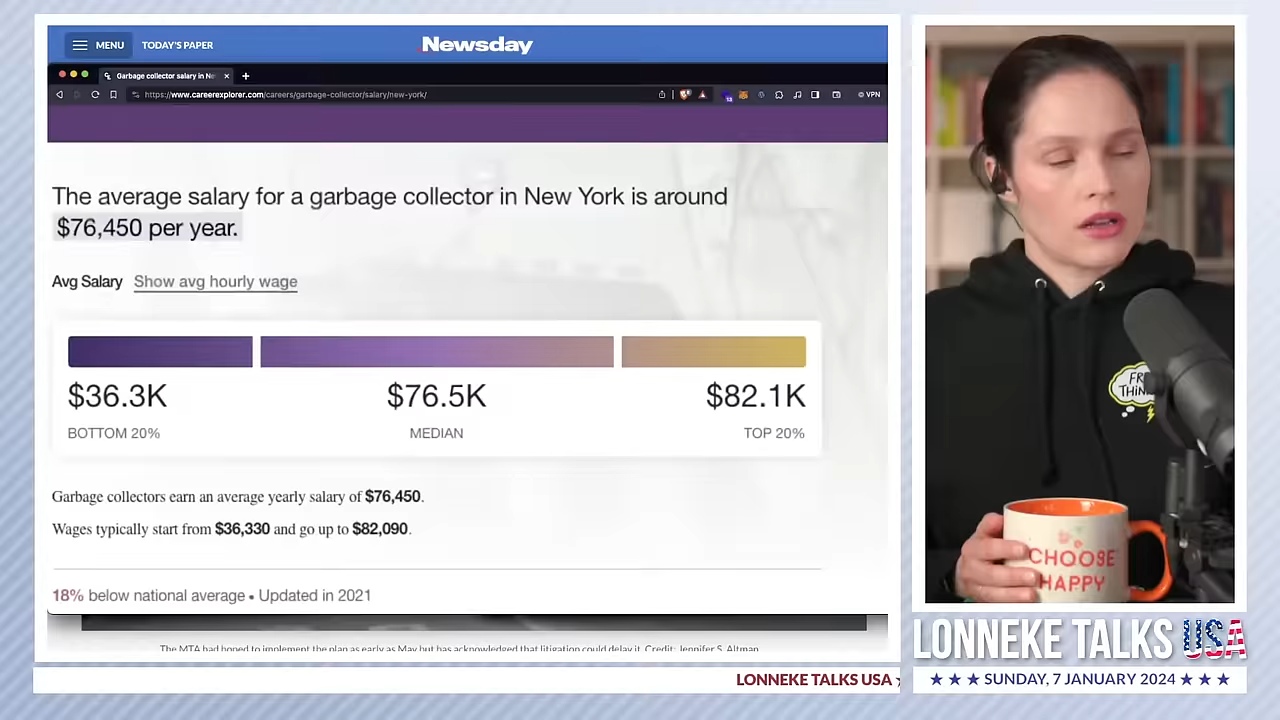 MENU
TODAY'S PAPER
Newsday
Garbage collector salary in Ne
https://www.careerexplorer.com/careers/garbage-collector/salary/new-york/
VPN
The average salary for a garbage collector in New York is around
$76,450 per year.
Avg Salary Show avg hourly wage
$36.3K
$76.5K
$82.1K
BOTTOM 20%
MEDIAN
TOP 20%
Garbage collectors earn an average yearly salary of $76,450.
Wages typically start from $36,330 and go up to $82,090.
18% below national average • Updated in 2021
The MTA had hoped to implement the plan as early as May but has acknowledged that litigation could delay it. Credit: Jennifer S. Altman
FR
THIN
CHOOSE
HAPPY
LONNEKE TALKS USA
LONNEKE TALKS USA
★ ★ ★ SUNDAY, 7 JANUARY 2024 ★ ★ ★